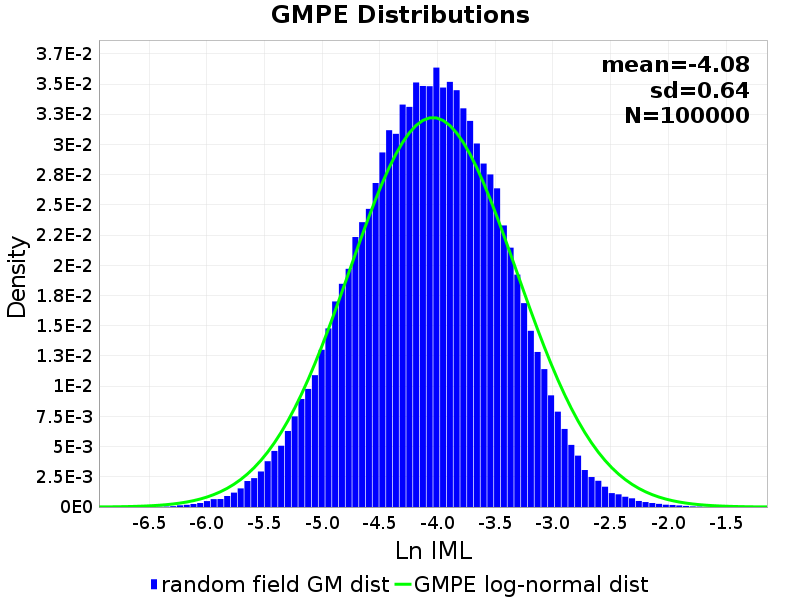 GMPE Distributions
mean=-4.08
sd=0.64
N=100000
3.7E-2
3.5E-2
3.3E-2
3E-2
2.8E-2
2.5E-2
2.2E-2
2E-2
1.8E-2
1.5E-2
1.3E-2
1E-2
7.5E-3
5E-3
2.5E-3
0E0
Density
-6.5 -6.0 -5.5 -5.0 -4.5 -4.0 -3.5 -3.0 -2.5 -2.0 -1.5
Ln IML
random field GM dist GMPE log-normal dist